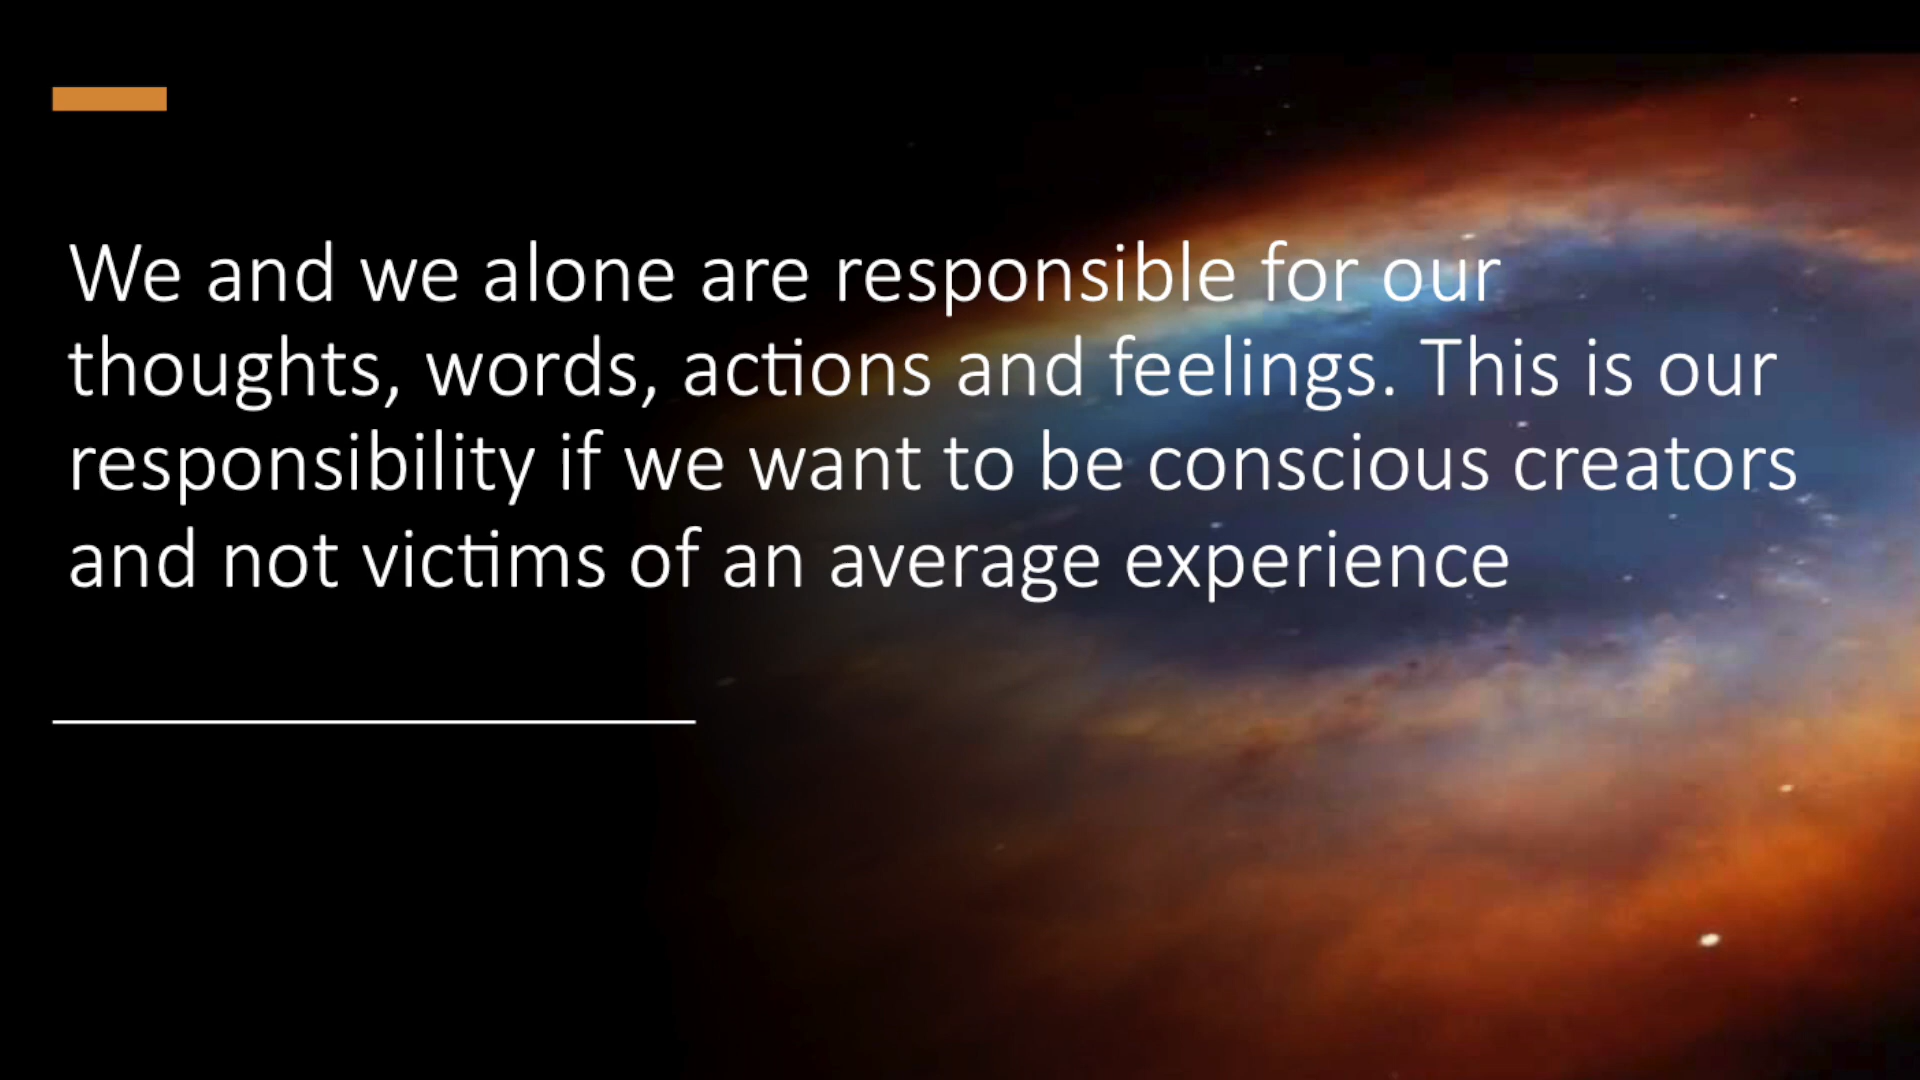 We and we alone are responsible for our
thoughts, words, actions and feelings. This is our
responsibility if we want to be conscious creators
and not victims of an average experience